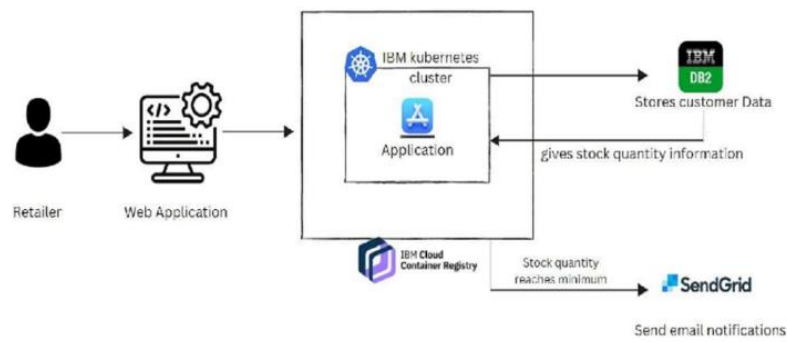 IBM kubernetes
cluster
Application
IBM
DB2
Stores customer Data
gives stock quantity information
</>
Retailer
Web Application
IBM Cloud
Container Registry
Stock quantity
reaches minimum
SendGrid
Send email notifications